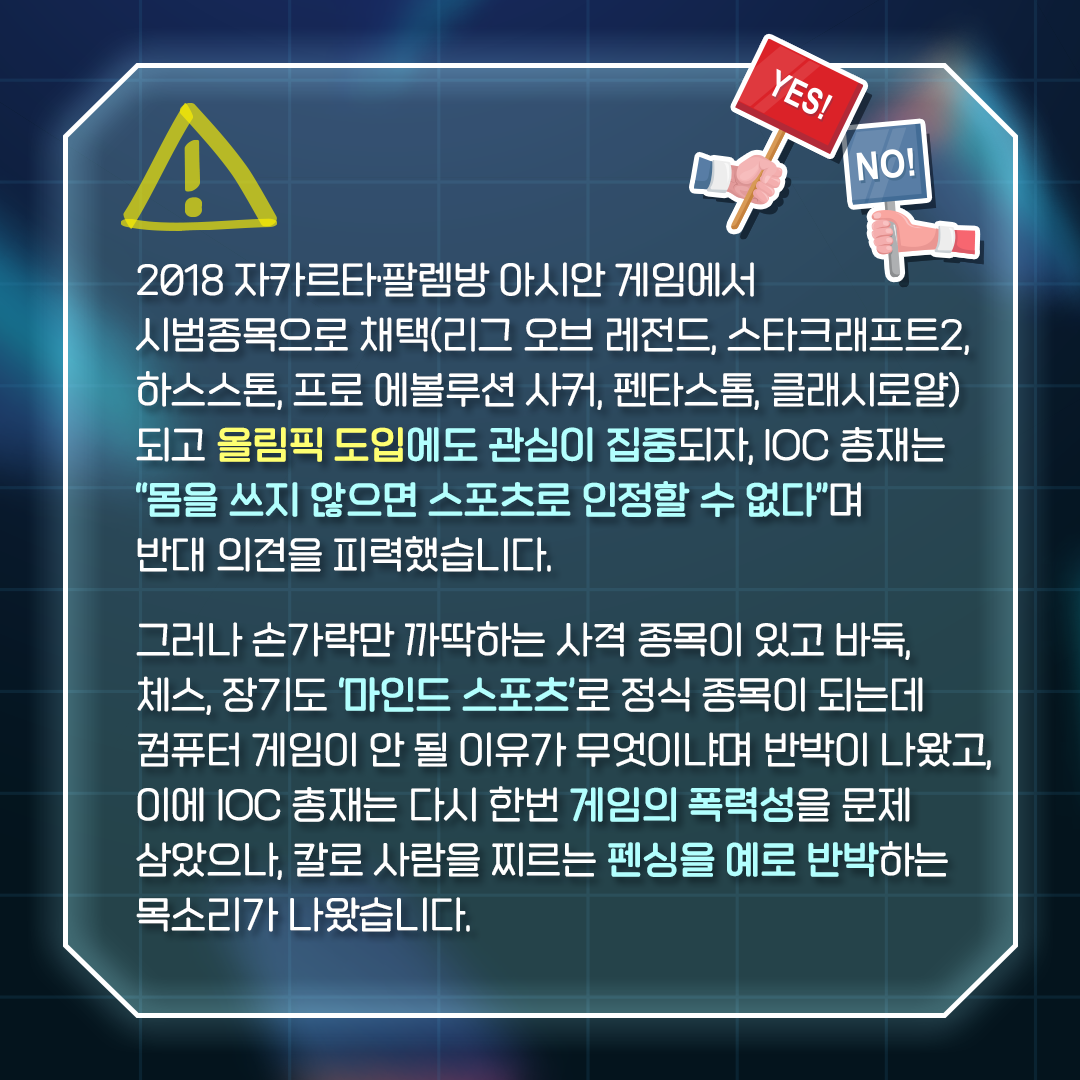 YES!
NO!
2018 자카르타·팔렘방 아시안 게임에서
시범종목으로 채택(리그 오브 레전드, 스타크래프트2,
하스스톤, 프로 에볼루션 사커, 펜타스톰, 클래시로얄)
되고 올림픽 도입에도 관심이 집중되자, IOC 총재는
“몸을 쓰지 않으면 스포츠로 인정할 수 없다”며
반대 의견을 피력했습니다.
그러나 손가락만 까딱하는 사격 종목이 있고 바둑,
체스, 장기도 ‘마인드 스포츠’로 정식 종목이 되는데
컴퓨터 게임이 안 될 이유가 무엇이냐며 반박이 나왔고,
이에 IOC 총재는 다시 한번 게임의 폭력성을 문제
삼았으나, 칼로 사람을 찌르는 펜싱을 예로 반박하는
목소리가 나왔습니다.